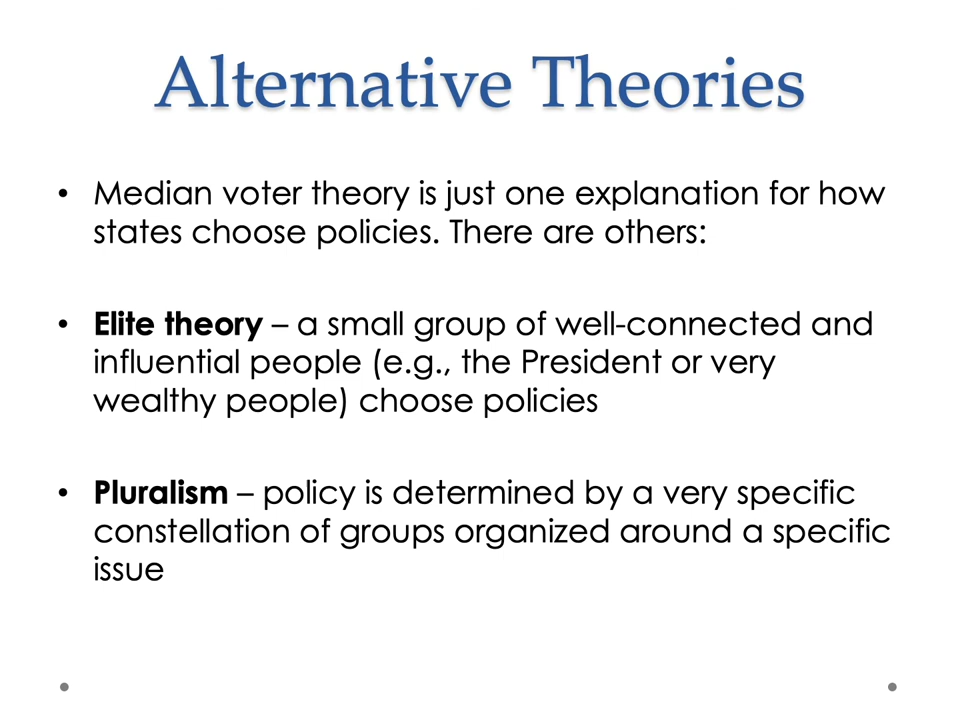 Alternative Theories
• Median voter theory is just one explanation for how
states choose policies. There are others:
• Elite theory – a small group of well-connected and
influential people (e.g., the President or very
wealthy people) choose policies
• Pluralism – policy is determined by a very specific
constellation of groups organized around a specific
issue